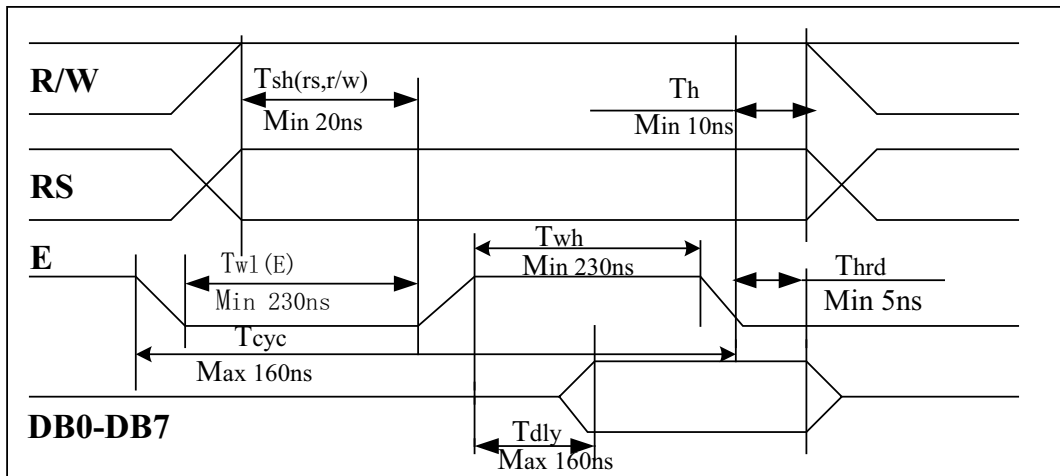 R/W
Tsh(rs,r/w)
Min 20ns
Th
Min 10ns
RS
E
Twl(E)
Min 230ns
Twh
Min 230ns
Thrd
Min 5ns
Tcyc
Max 160ns
DB0-DB7
Tdly
Max 160ns